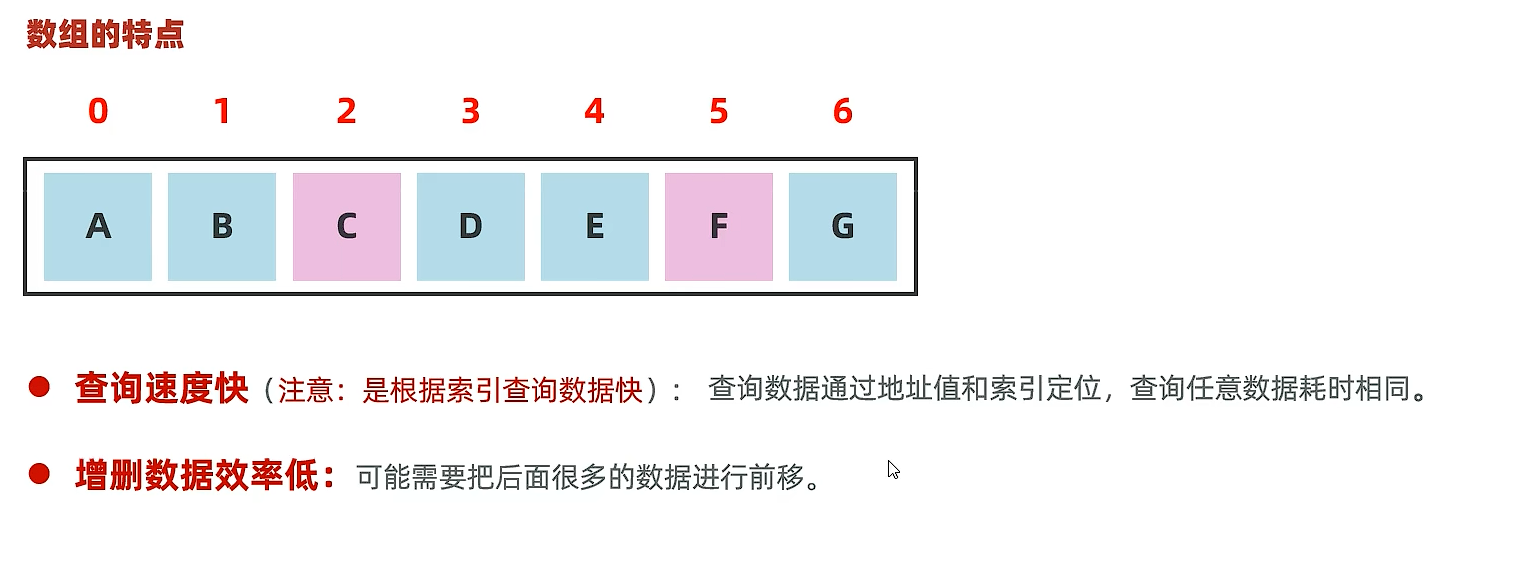 数组的特点
0 1 2 3 4 5 6
A B C D E F G
查询速度快（注意：是根据索引查询数据快）： 查询数据通过地址值和索引定位，查询任意数据耗时相同。
增删数据效率低：可能需要把后面很多的数据进行前移。